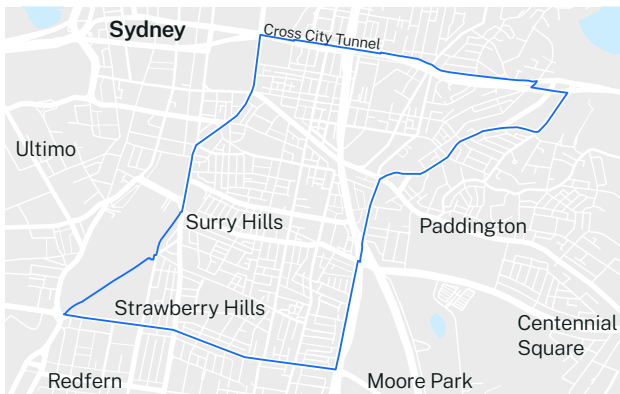 Sydney
Cross City Tunnel
Ultimo
Surry Hills
Paddington
Strawberry Hills
Centennial
Square
Redfern
Moore Park